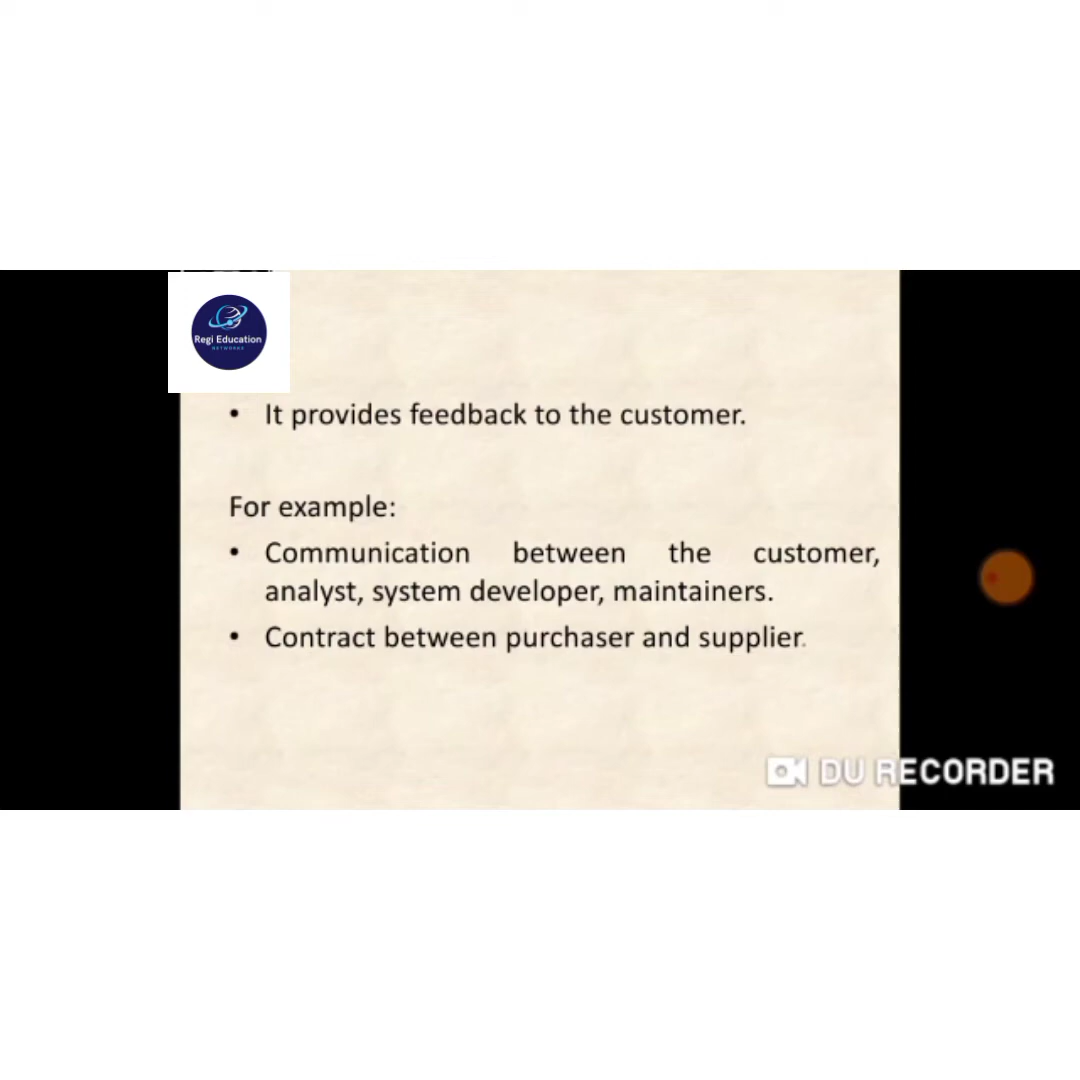 Regi Education
NETWORKS
• It provides feedback to the customer.
For example:
• Communication between the customer,
analyst, system developer, maintainers.
• Contract between purchaser and supplier.
DU RECORDER